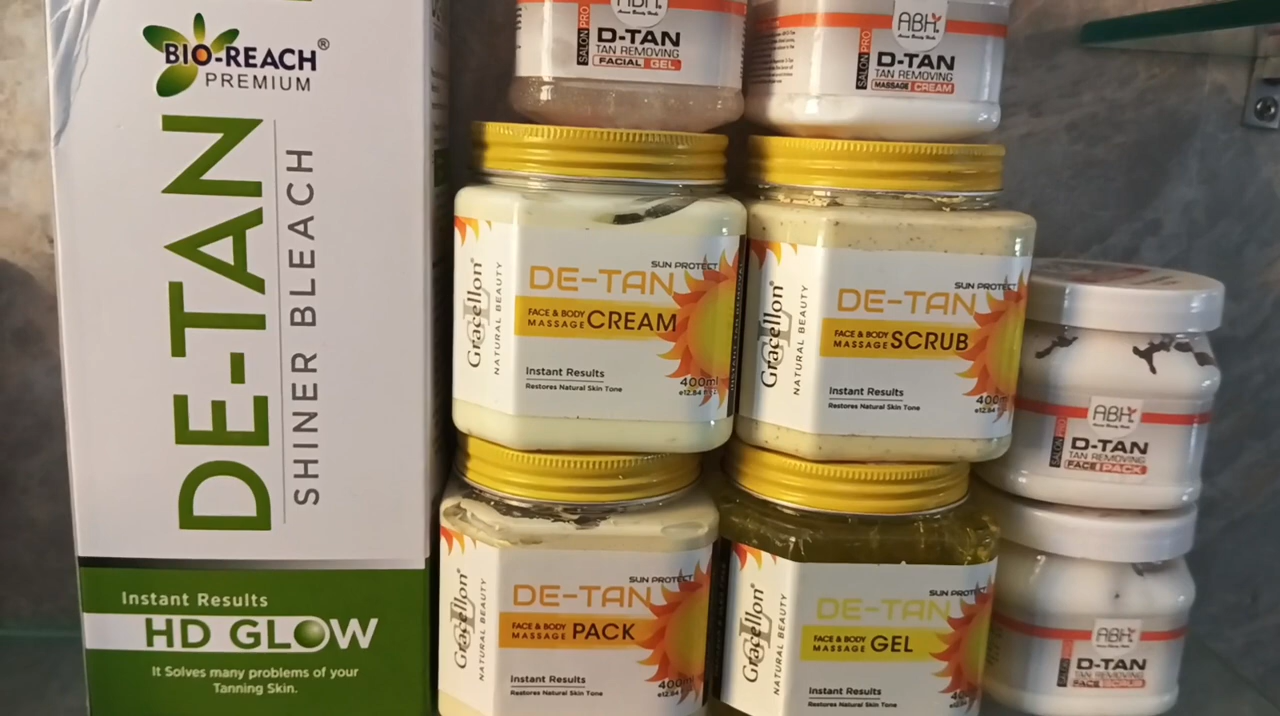 BIO-REACH®
PREMIUM
DE-TAN
SHINER BLEACH
Instant Results
HD GLOW
It Solves many problems of your
Tanning Skin.
ABH
SALON PRO
D-TAN
TAN REMOVING
FACIAL GEL
ABH
SALON PRO
D-TAN
TAN REMOVING
MASSAGE CREAM
Gracellon®
NATURAL BEAUTY
SUN PROTECT
DE-TAN
FACE & BODY
MASSAGE CREAM
Instant Results
Restores Natural Skin Tone
400ml
Gracellon®
NATURAL BEAUTY
SUN PROTECT
DE-TAN
FACE & BODY
MASSAGE SCRUB
Instant Results
Restores Natural Skin Tone
400m
ABH
SALON PRO
D-TAN
TAN REMOVING
FACE PACK
Gracellon®
NATURAL BEAUTY
SUN PROTECT
DE-TAN
FACE & BODY
MASSAGE PACK
Instant Results
Restores Natural Skin Tone
400m
Gracellon®
NATURAL BEAUTY
SUN PROTECT
DE-TAN
FACE & BODY
MASSAGE GEL
Instant Results
Restores Natural Skin Tone
ABH
SALON PRO
D-TAN
TAN REMOVING
FACE SCRUB